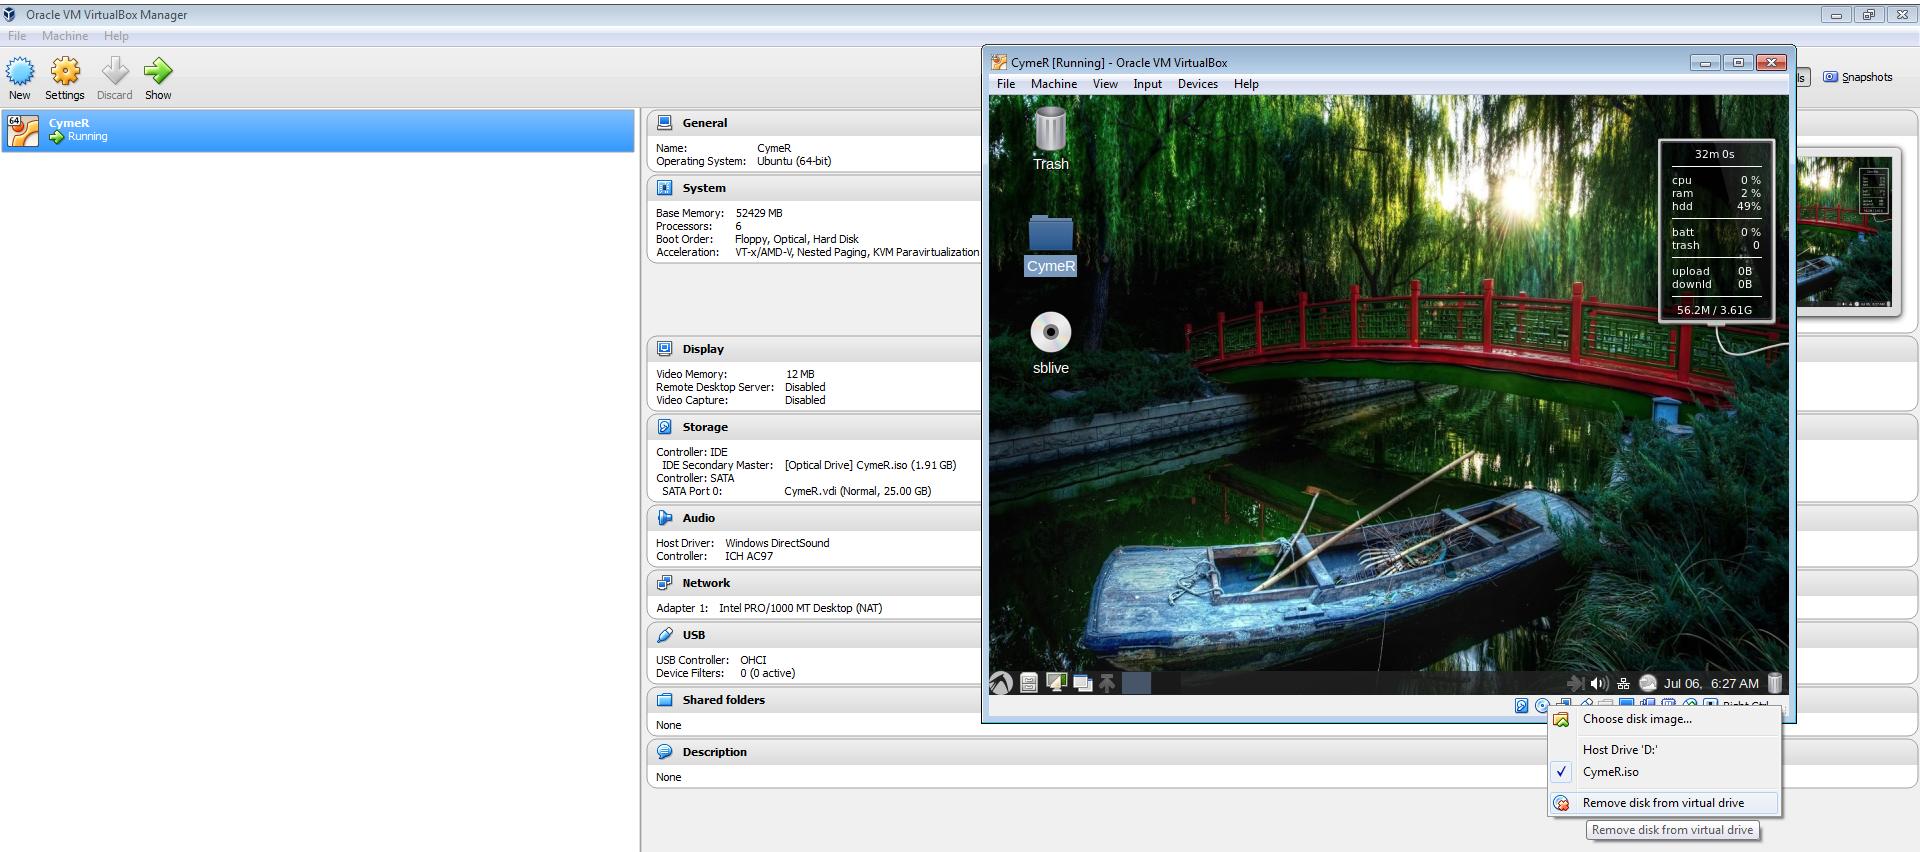 Oracle VM VirtualBox Manager
File Machine Help
New Settings Discard Show
Snapshots
64
CymeR
Running
General
Name: CymeR
Operating System: Ubuntu (64-bit)
System
Base Memory: 52429 MB
Processors: 6
Boot Order: Floppy, Optical, Hard Disk
Acceleration: VT-x/AMD-V, Nested Paging, KVM Paravirtualization
Display
Video Memory: 12 MB
Remote Desktop Server: Disabled
Video Capture: Disabled
Storage
Controller: IDE
IDE Secondary Master: [Optical Drive] CymeR.iso (1.91 GB)
Controller: SATA
SATA Port 0: CymeR.vdi (Normal, 25.00 GB)
Audio
Host Driver: Windows DirectSound
Controller: ICH AC97
Network
Adapter 1: Intel PRO/1000 MT Desktop (NAT)
USB
USB Controller: OHCI
Device Filters: 0 (0 active)
Shared folders
None
Description
None
CymeR [Running] - Oracle VM VirtualBox
File Machine View Input Devices Help
Trash
CymeR
sblive
32m 0s
cpu 0 %
ram 2 %
hdd 49%
batt 0 %
trash 0
upload 0B
downld 0B
56.2M / 3.61G
Jul 06, 6:27 AM
Right Ctrl
Choose disk image...
Host Drive 'D:'
✓ CymeR.iso
Remove disk from virtual drive
Remove disk from virtual drive